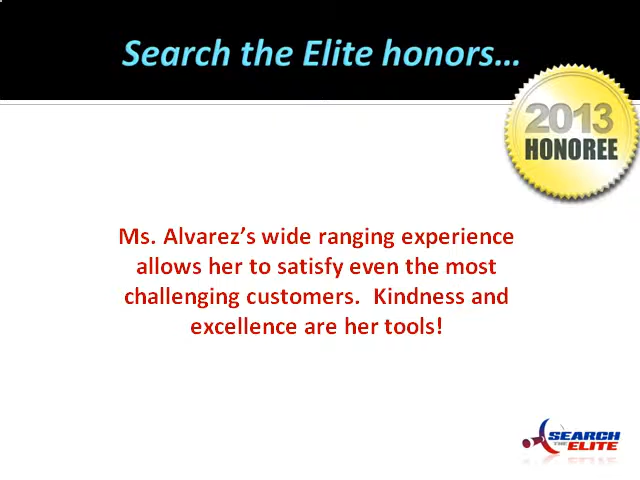 Search the Elite honors...
2013
HONOREE
Ms. Alvarez's wide ranging experience
allows her to satisfy even the most
challenging customers.  Kindness and
excellence are her tools!
SEARCH
THE ELITE